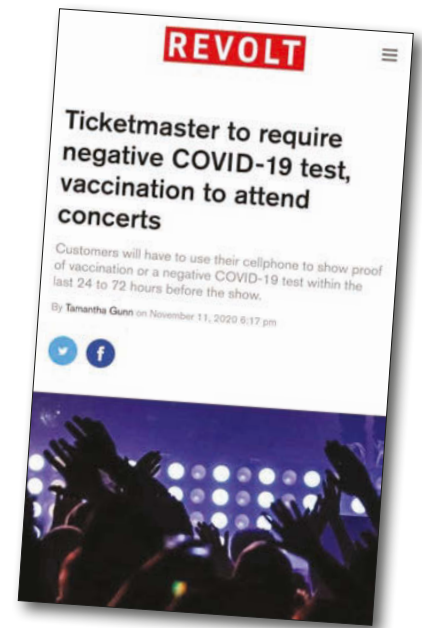 REVOLT
Ticketmaster to require
negative COVID-19 test,
vaccination to attend
concerts
Customers will have to use their cellphone to show proof
of vaccination or a negative COVID-19 test within the
last 24 to 72 hours before the show.
By Tamantha Gunn on November 11, 2020 6:17 pm